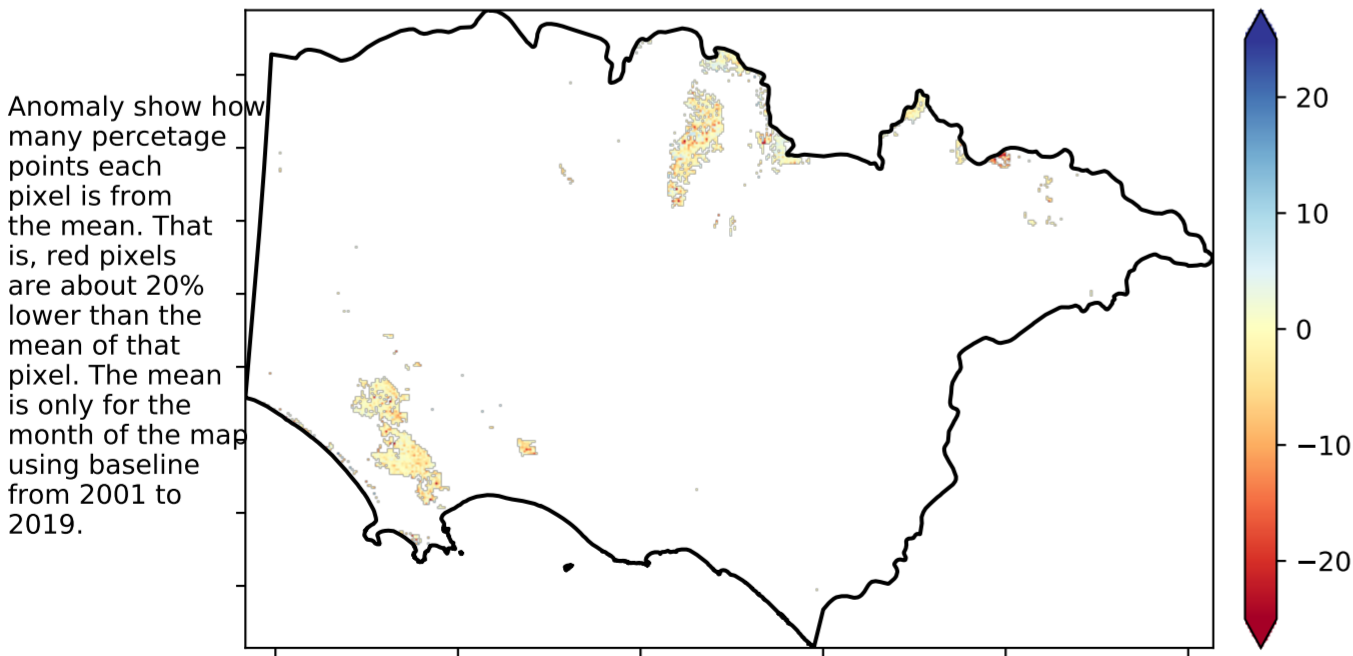 Anomaly show how
many percetage
points each
pixel is from
the mean. That
is, red pixels
are about 20%
lower than the
mean of that
pixel. The mean
is only for the
month of the map
using baseline
from 2001 to
2019.
20
10
0
−10
−20